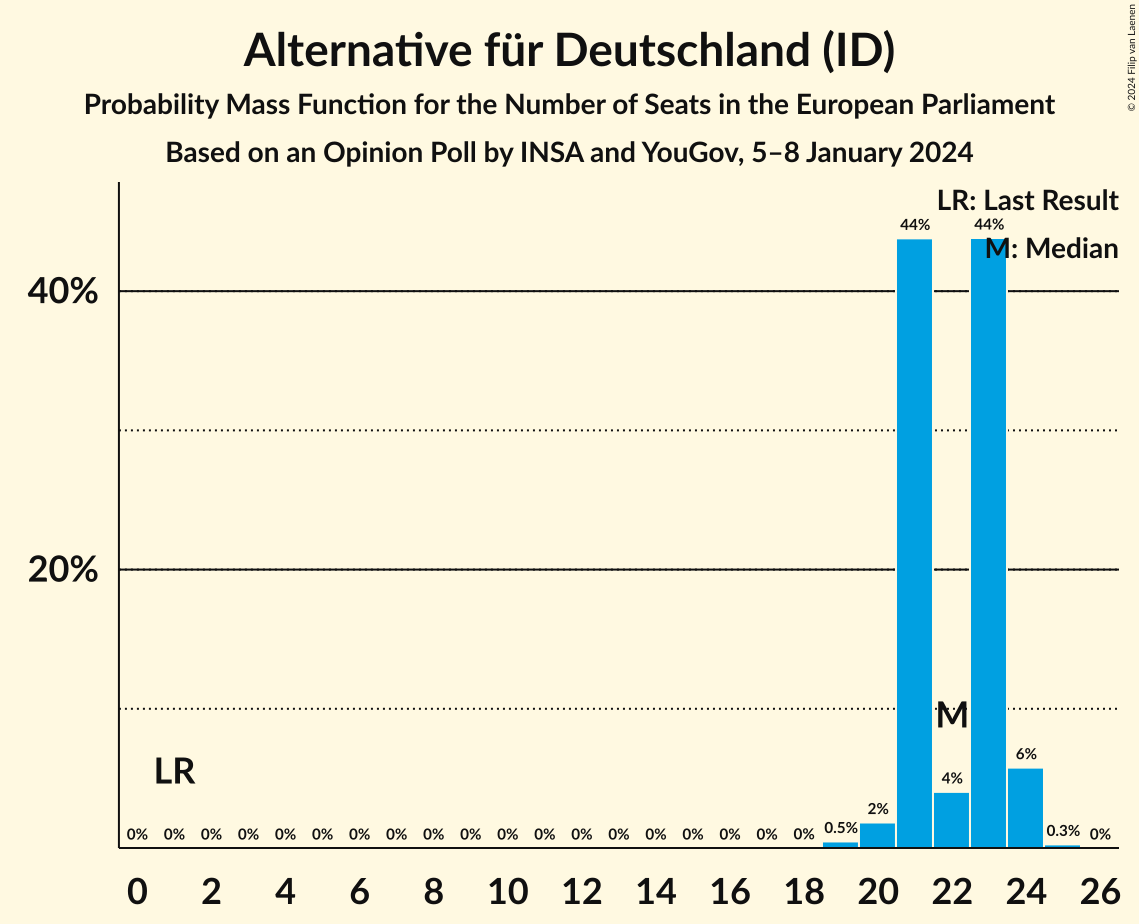 Alternative für Deutschland (ID)
Probability Mass Function for the Number of Seats in the European Parliament
Based on an Opinion Poll by INSA and YouGov, 5–8 January 2024
© 2024 Filip van Laenen
LR: Last Result
M: Median
44% 44%
40%
20%
M
LR
6%
4%
2%
0% 0% 0% 0% 0% 0% 0% 0% 0% 0% 0% 0% 0% 0% 0% 0% 0% 0% 0% 0.5% 0.3% 0%
0 2 4 6 8 10 12 14 16 18 20 22 24 26